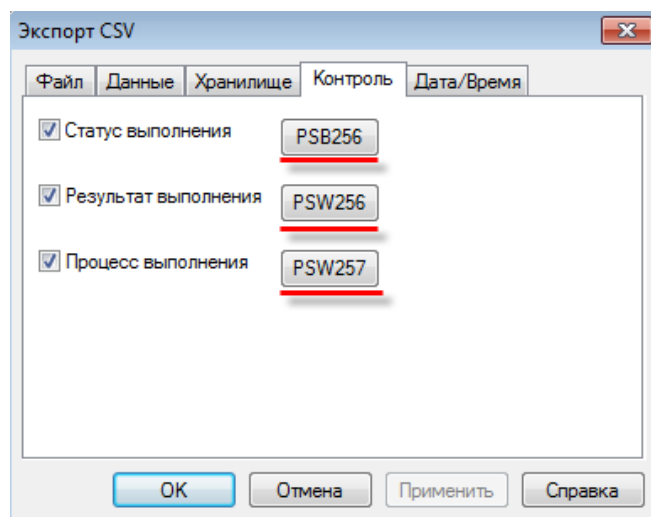 Экспорт CSV
Файл Данные Хранилище Контроль Дата/Время
Статус выполнения PSB256
Результат выполнения PSW256
Процесс выполнения PSW257
OK Отмена Применить Справка